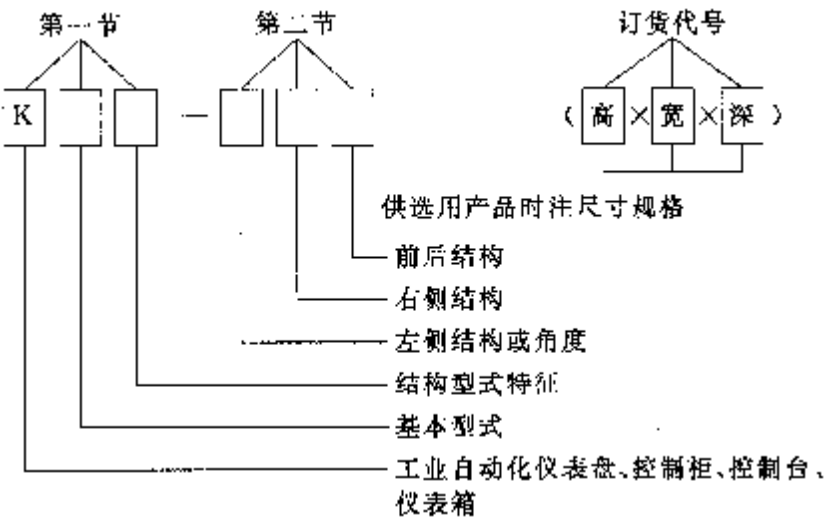 第一节 第二节 订货代号
K — (高×宽×深)
供选用产品时注尺寸规格
前后结构
右侧结构
左侧结构或角度
结构型式特征
基本型式
工业自动化仪表盘、控制柜、控制台、
仪表箱